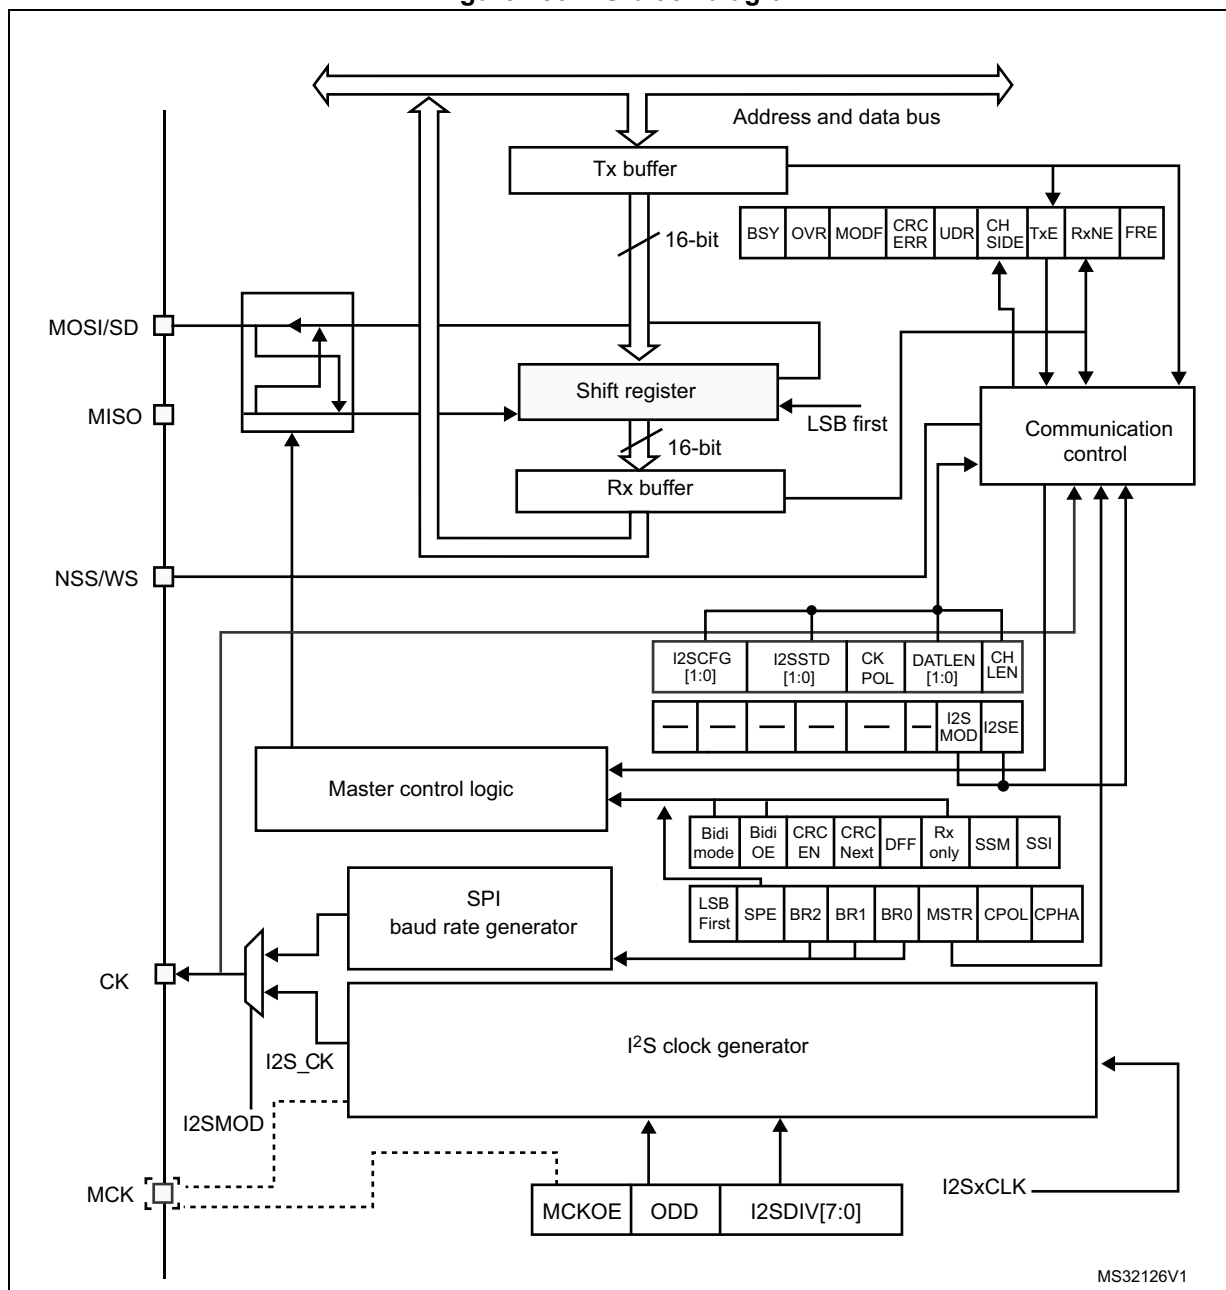 Address and data bus
Tx buffer
16-bit
BSY OVR MODF CRC ERR UDR CH SIDE TxE RxNE FRE
MOSI/SD
Shift register
MISO
LSB first
Communication
control
16-bit
Rx buffer
NSS/WS
I2SCFG [1:0] I2SSTD [1:0] CK POL DATLEN [1:0] CH LEN
— — — — — — I2S MOD I2SE
Master control logic
Bidi mode Bidi OE CRC EN CRC Next DFF Rx only SSM SSI
SPI
baud rate generator
LSB First SPE BR2 BR1 BR0 MSTR CPOL CPHA
CK
I2S clock generator
I2S_CK
I2SMOD
MCK
I2SxCLK
MCKOE ODD I2SDIV[7:0]
MS32126V1